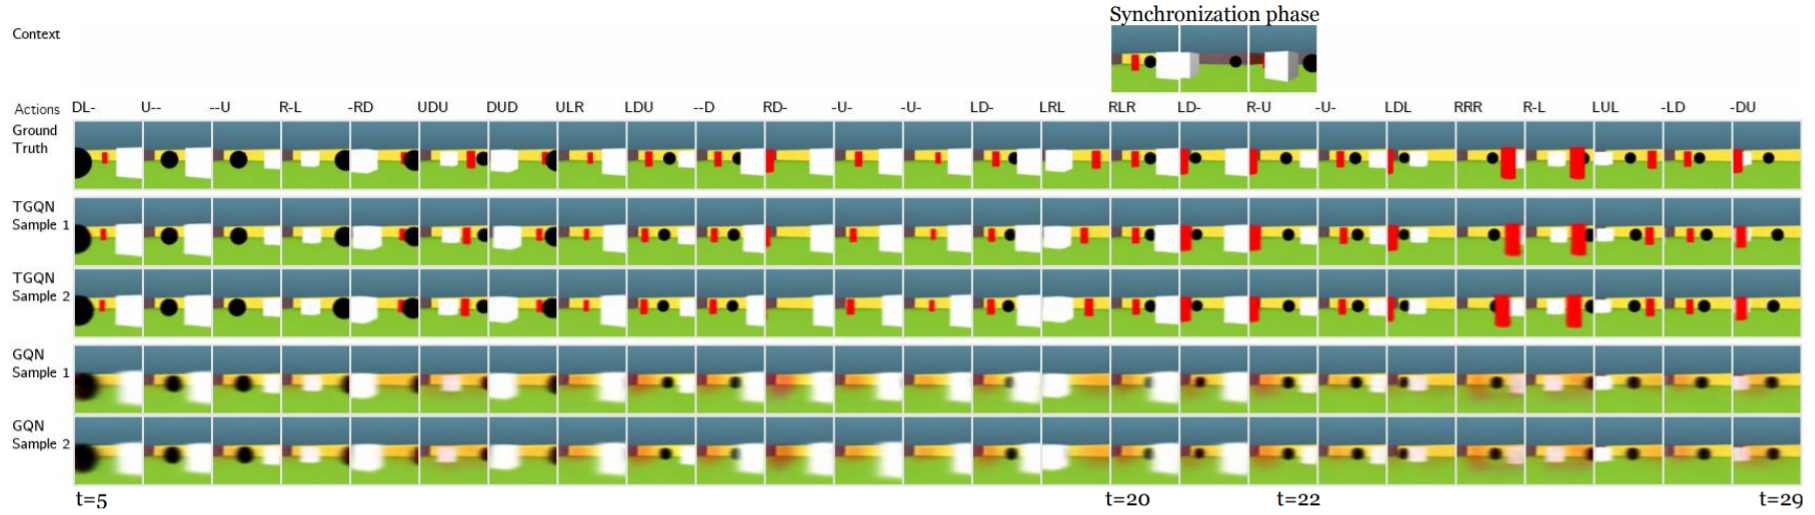 Synchronization phase
Context
Actions DL- U-- --U R-L -RD UDU DUD ULR LDU --D RD- -U- -U- LD- LRL RLR LD- R-U -U- LDL RRR R-L LUL -LD -DU
Ground
Truth
TGQN
Sample 1
TGQN
Sample 2
GQN
Sample 1
GQN
Sample 2
t=5 t=20 t=22 t=29